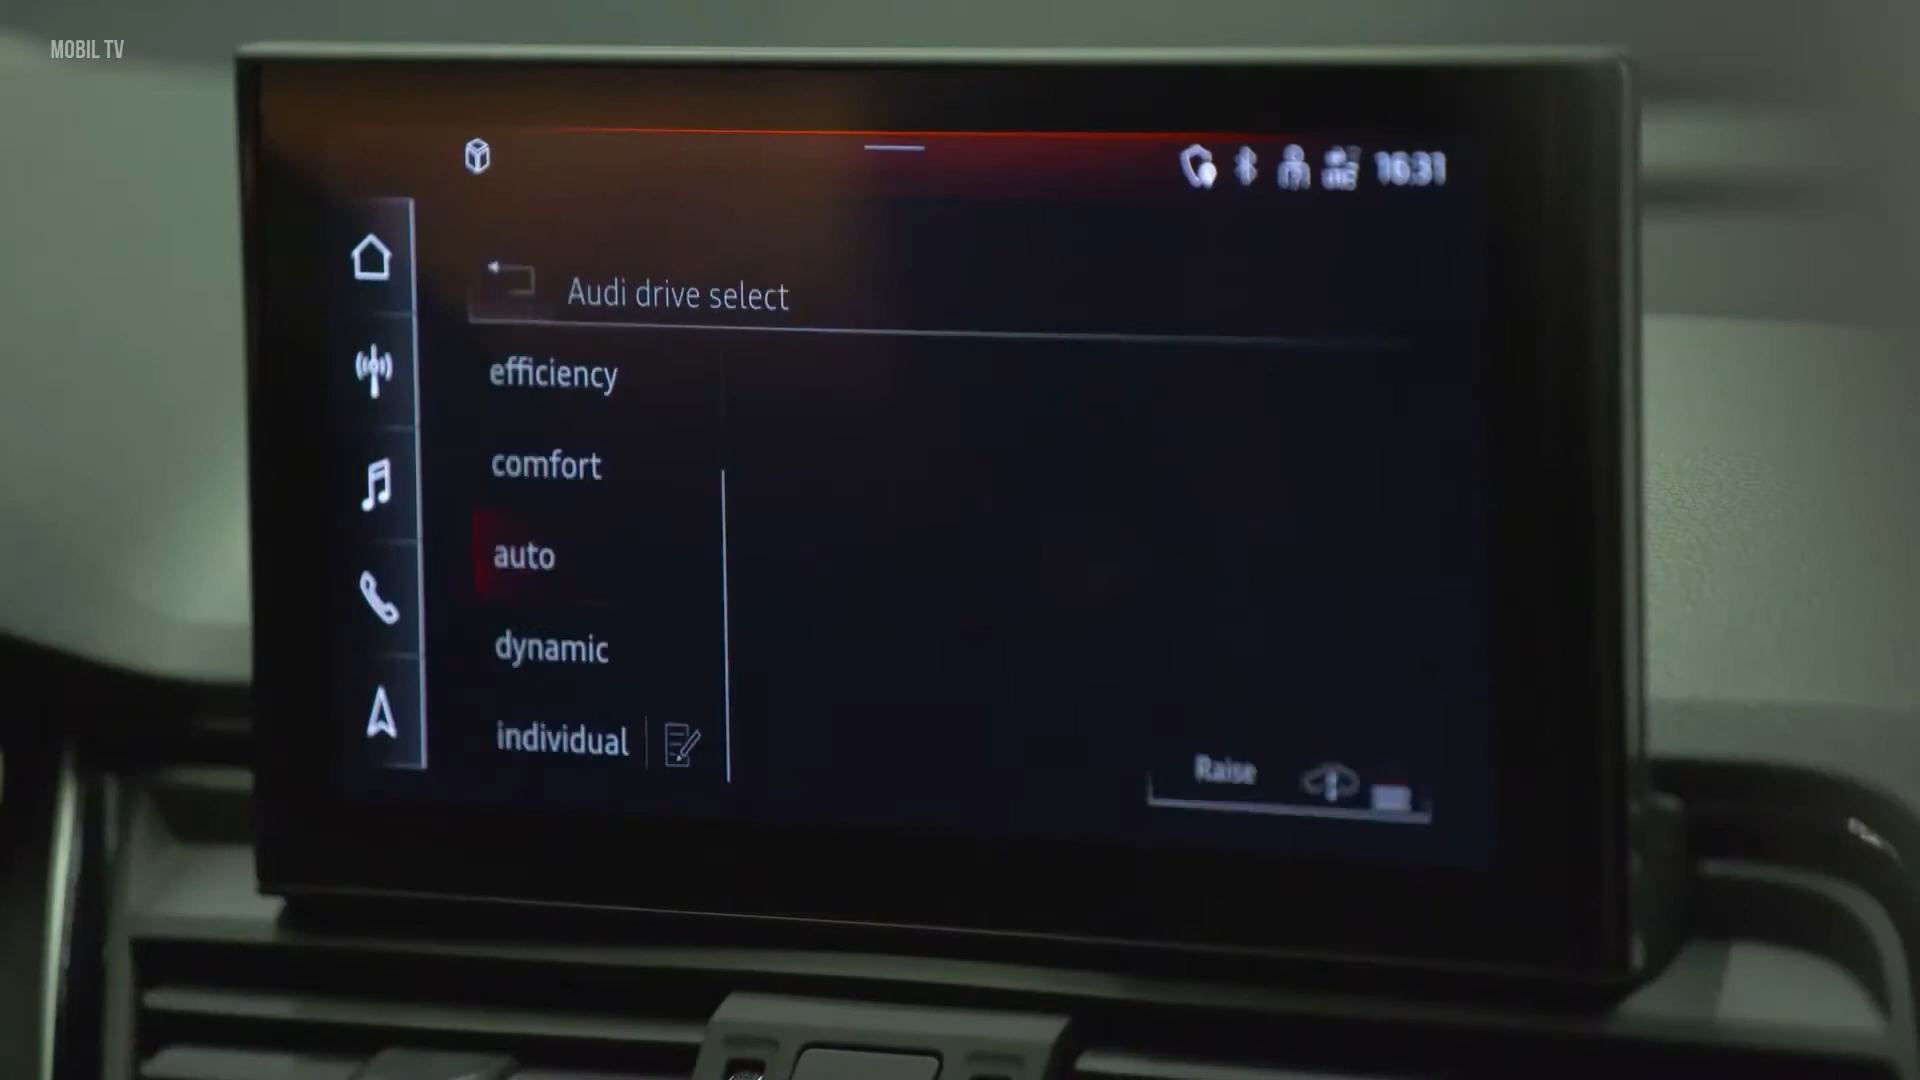 MOBIL TV
16:31
Audi drive select
efficiency
comfort
auto
dynamic
individual
Raise